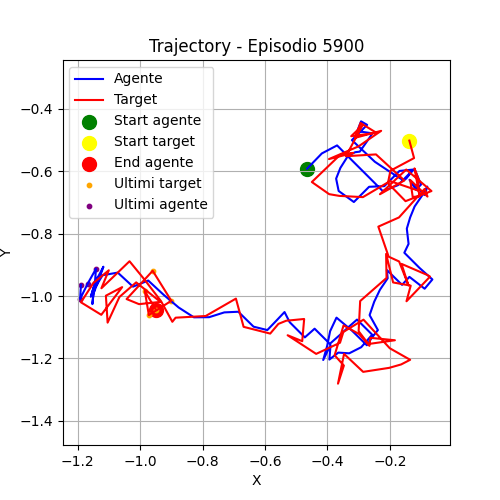 Trajectory - Episodio 5900
Agente
Target
Start agente
Start target
End agente
Ultimi target
Ultimi agente
−0.4
−0.6
−0.8
−1.0
−1.2
−1.4
Y
−1.2
−1.0
−0.8
−0.6
−0.4
−0.2
X